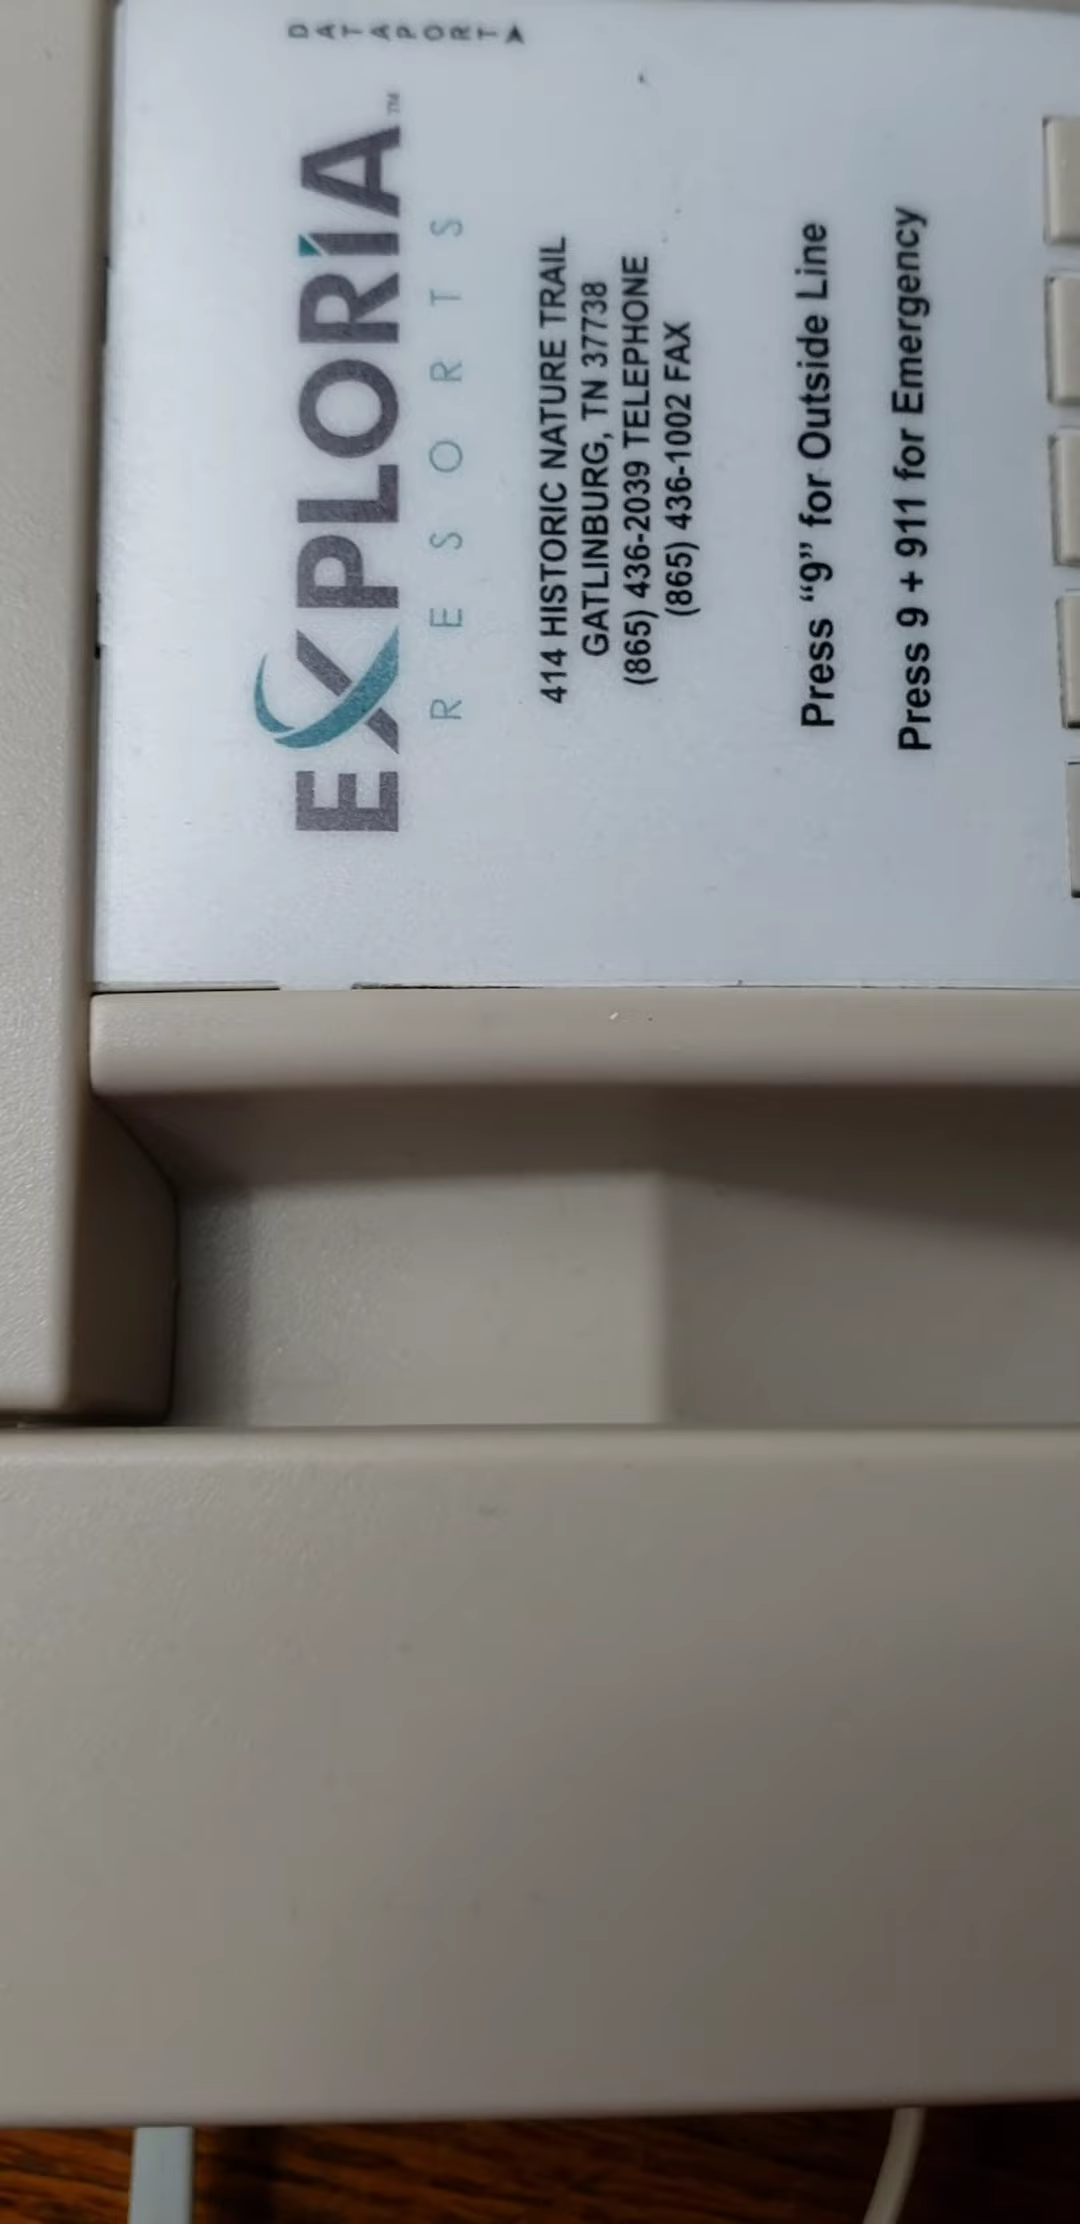 DATAPORT
EXPLORIA™
RESORTS
414 HISTORIC NATURE TRAIL
GATLINBURG, TN 37738
(865) 436-2039 TELEPHONE
(865) 436-1002 FAX
Press “9” for Outside Line
Press 9 + 911 for Emergency